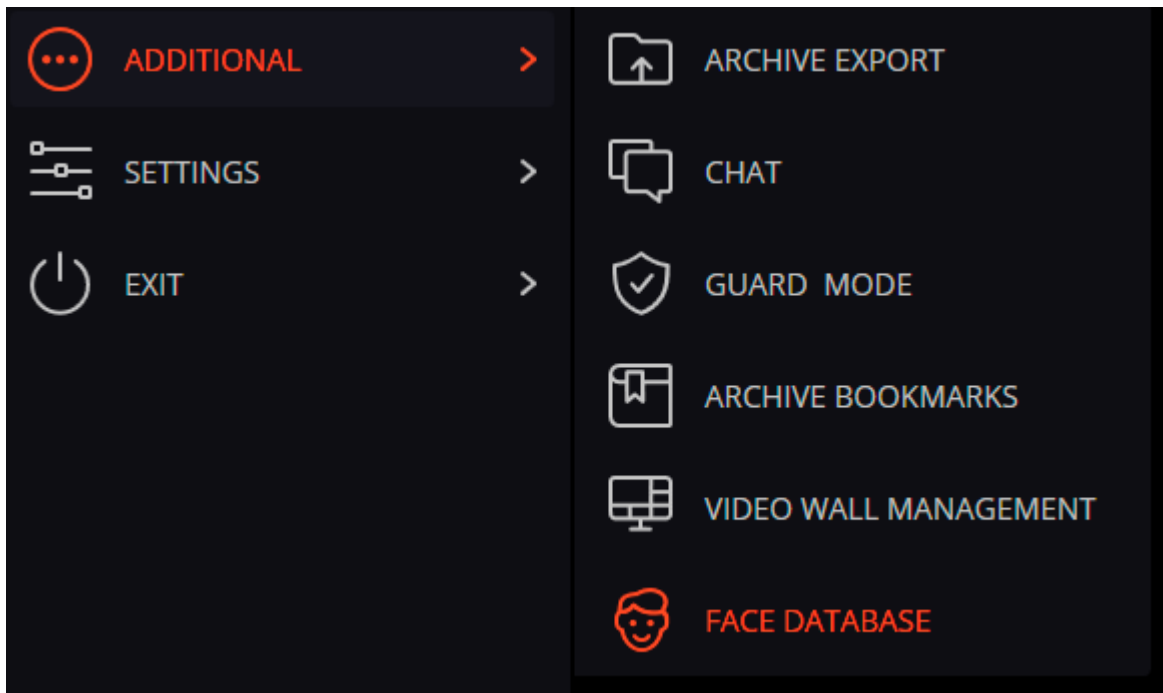 ADDITIONAL
SETTINGS
EXIT
ARCHIVE EXPORT
CHAT
GUARD  MODE
ARCHIVE BOOKMARKS
VIDEO WALL MANAGEMENT
FACE DATABASE